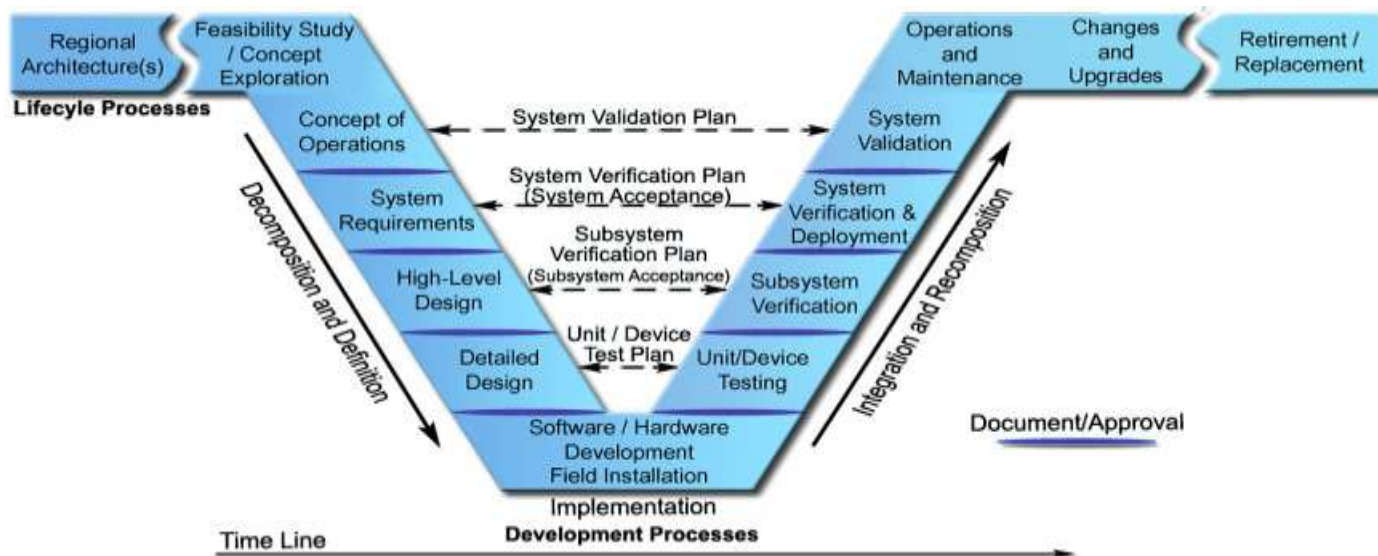 Regional
Architecture(s)
Feasibility Study
/ Concept
Exploration
Operations
and
Maintenance
Changes
and
Upgrades
Retirement /
Replacement
Lifecyle Processes
Concept of
Operations
System Validation Plan
System
Validation
System
Requirements
System Verification Plan
(System Acceptance)
System
Verification &
Deployment
High-Level
Design
Subsystem
Verification Plan
(Subsystem Acceptance)
Subsystem
Verification
Detailed
Design
Unit / Device
Test Plan
Unit/Device
Testing
Decomposition and Definition
Integration and Recomposition
Software / Hardware
Development
Field Installation
Document/Approval
Implementation
Development Processes
Time Line